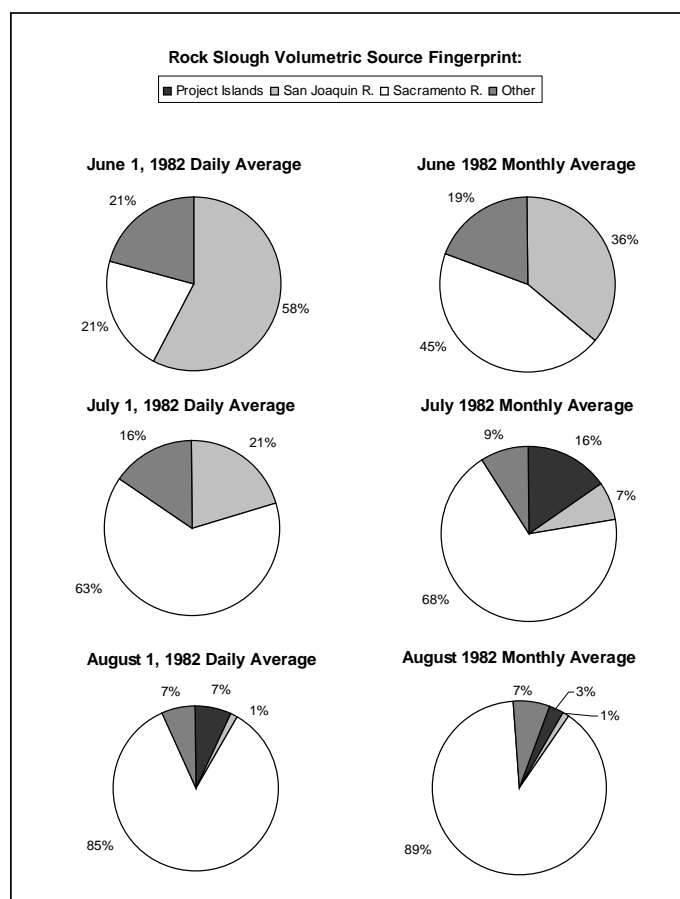 Rock Slough Volumetric Source Fingerprint:
Project Islands San Joaquin R. Sacramento R. Other
June 1, 1982 Daily Average
21%
58%
21%
June 1982 Monthly Average
19%
36%
45%
July 1, 1982 Daily Average
16%
21%
63%
July 1982 Monthly Average
9%
16%
7%
68%
August 1, 1982 Daily Average
7%
7%
1%
85%
August 1982 Monthly Average
7%
3%
1%
89%